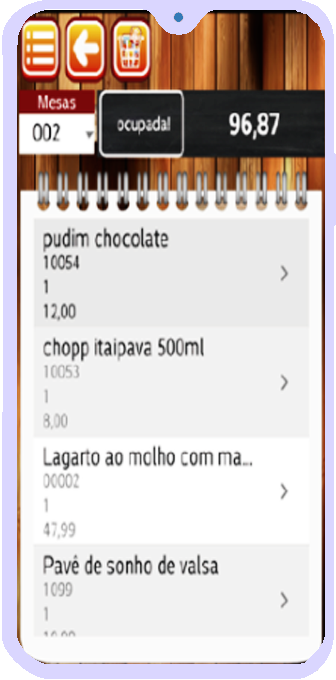 Mesas
002
ocupada!
96,87
pudim chocolate
10054
1
12,00
chopp itaipava 500ml
10053
1
8,00
Lagarto ao molho com ma...
00002
1
47,99
Pavê de sonho de valsa
1099
1